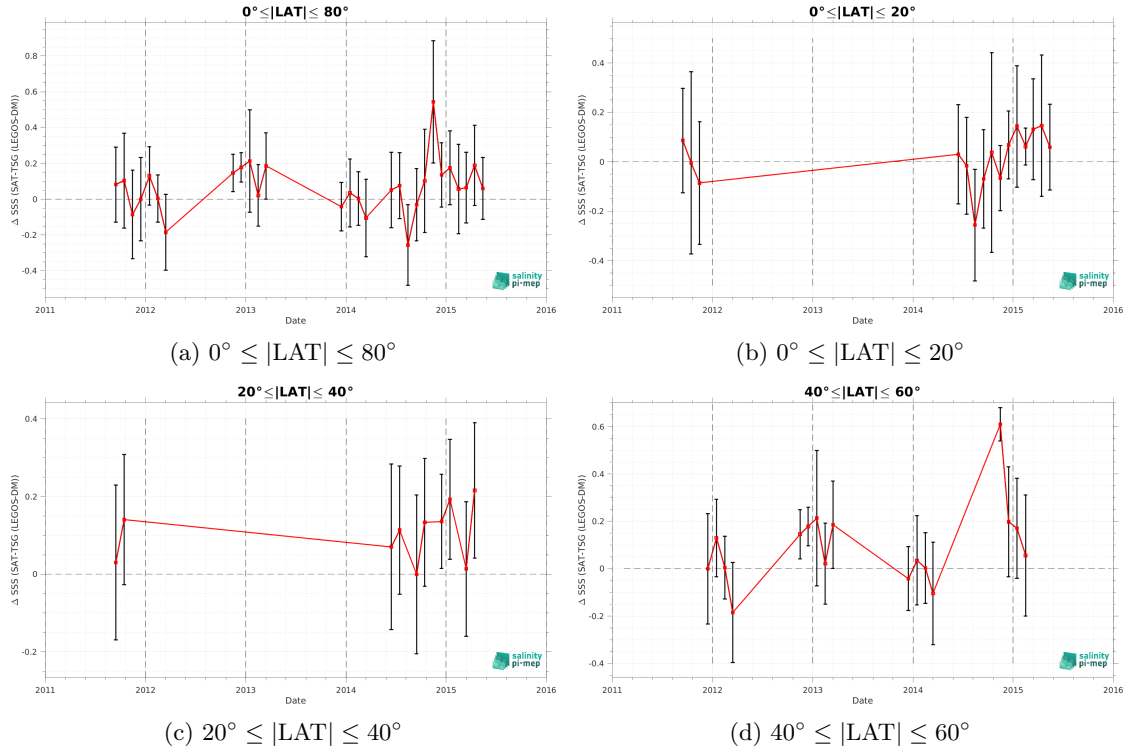 0°≤|LAT|≤ 80°
Δ SSS (SAT-TSG (LEGOS-DM))
0.8
0.6
0.4
0.2
0
-0.2
-0.4
2011
2012
2013
2014
2015
2016
Date
salinity
pi-mep
(a) 0° ≤ |LAT| ≤ 80°
0°≤|LAT|≤ 20°
Δ SSS (SAT-TSG (LEGOS-DM))
0.4
0.2
0
-0.2
-0.4
2011
2012
2013
2014
2015
2016
Date
salinity
pi-mep
(b) 0° ≤ |LAT| ≤ 20°
20°≤|LAT|≤ 40°
Δ SSS (SAT-TSG (LEGOS-DM))
0.4
0.2
0
-0.2
2011
2012
2013
2014
2015
2016
Date
salinity
pi-mep
(c) 20° ≤ |LAT| ≤ 40°
40°≤|LAT|≤ 60°
Δ SSS (SAT-TSG (LEGOS-DM))
0.6
0.4
0.2
0
-0.2
-0.4
2011
2012
2013
2014
2015
2016
Date
salinity
pi-mep
(d) 40° ≤ |LAT| ≤ 60°